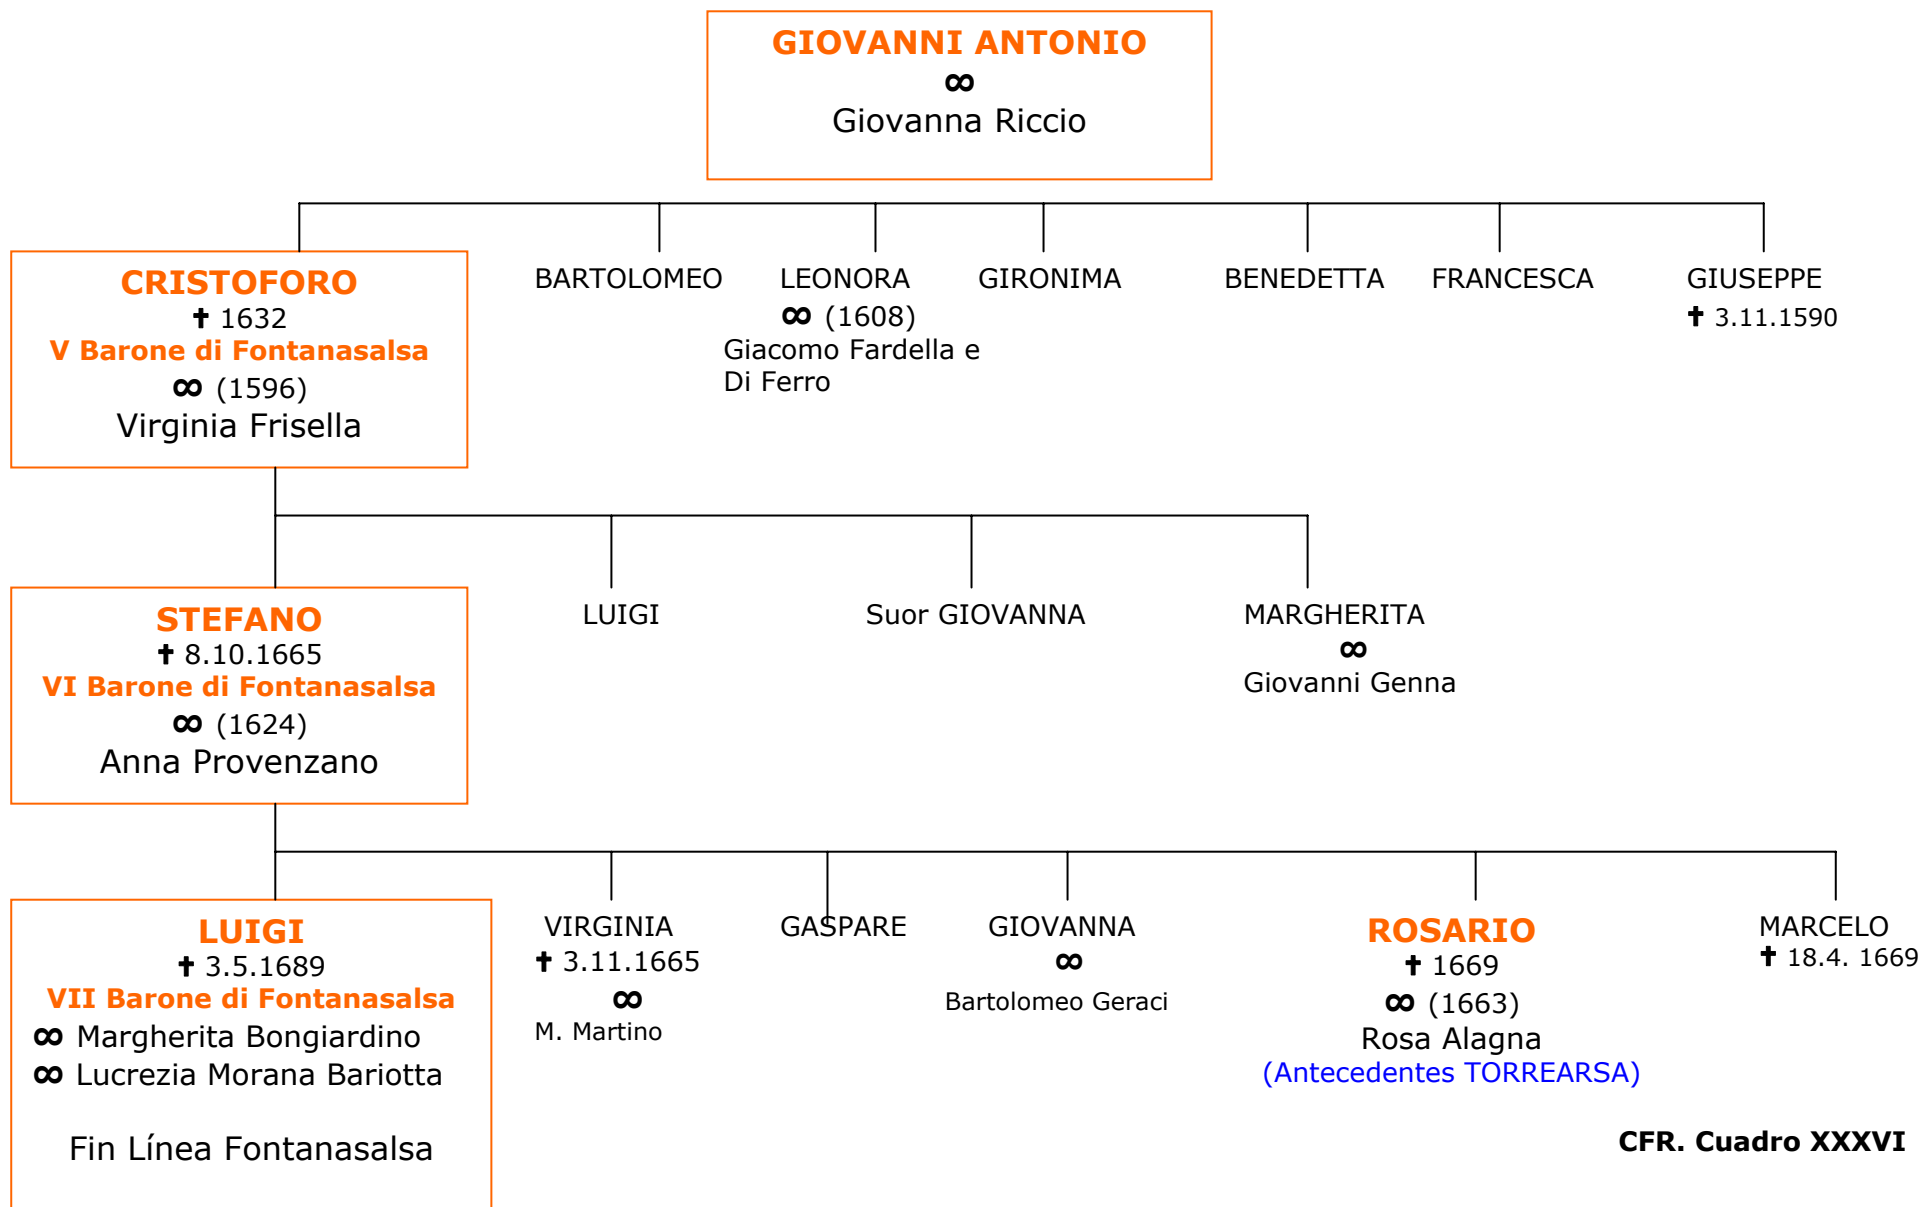 GIOVANNI ANTONIO
∞
Giovanna Riccio
CRISTOFORO
✝ 1632
V Barone di Fontanasalsa
∞ (1596)
Virginia Frisella
BARTOLOMEO
LEONORA
∞ (1608)
Giacomo Fardella e
Di Ferro
GIRONIMA
BENEDETTA
FRANCESCA
GIUSEPPE
✝ 3.11.1590
STEFANO
✝ 8.10.1665
VI Barone di Fontanasalsa
∞ (1624)
Anna Provenzano
LUIGI
Suor GIOVANNA
MARGHERITA
∞
Giovanni Genna
LUIGI
✝ 3.5.1689
VII Barone di Fontanasalsa
∞ Margherita Bongiardino
∞ Lucrezia Morana Bariotta
Fin Línea Fontanasalsa
VIRGINIA
✝ 3.11.1665
∞
M. Martino
GASPARE
GIOVANNA
∞
Bartolomeo Geraci
ROSARIO
✝ 1669
∞ (1663)
Rosa Alagna
(Antecedentes TORREARSA)
MARCELO
✝ 18.4. 1669
CFR. Cuadro XXXVI